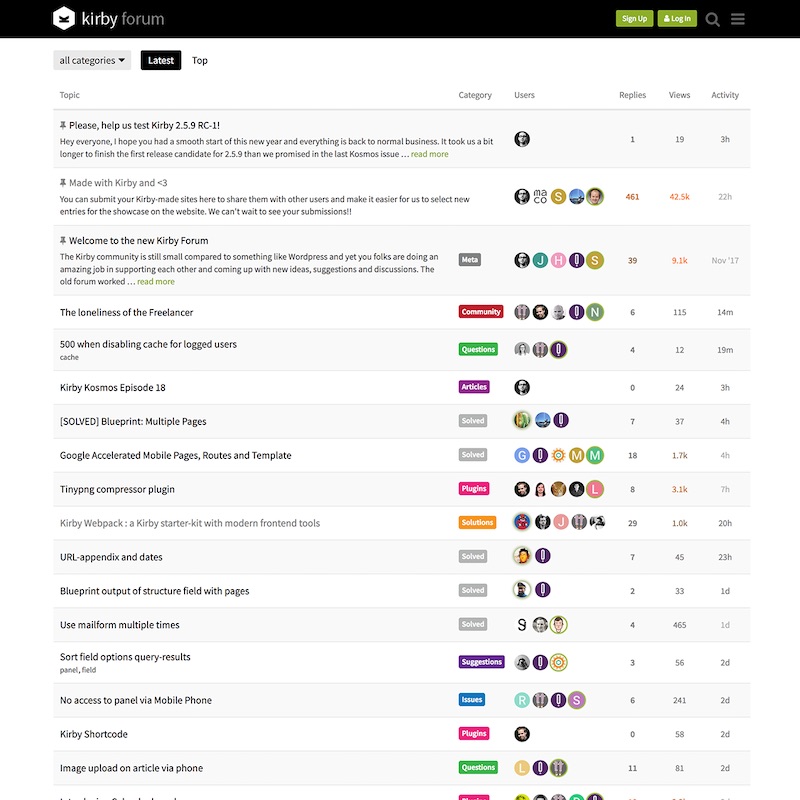 kirby forum
Sign Up
Log In
all categories
Latest
Top
Topic Category Users Replies Views Activity
Please, help us test Kirby 2.5.9 RC-1!
Hey everyone, I hope you had a smooth start of this new year and everything is back to normal business. It took us a bit
longer to finish the first release candidate for 2.5.9 than we promised in the last Kosmos issue … read more
1 19 3h
Made with Kirby and <3
You can submit your Kirby-made sites here to share them with other users and make it easier for us to select new
entries for the showcase on the website. We can't wait to see your submissions!!
ma
co S
461 42.5k 22h
Welcome to the new Kirby Forum
The Kirby community is still small compared to something like Wordpress and yet you folks are doing an
amazing job in supporting each other and coming up with new ideas, suggestions and discussions. The
old forum worked … read more
Meta J H S 39 9.1k Nov '17
The loneliness of the Freelancer Community N 6 115 14m
500 when disabling cache for logged users
cache
Questions 4 12 19m
Kirby Kosmos Episode 18 Articles 0 24 3h
[SOLVED] Blueprint: Multiple Pages Solved 7 37 4h
Google Accelerated Mobile Pages, Routes and Template Solved G M M 18 1.7k 4h
Tinypng compressor plugin Plugins L 8 3.1k 7h
Kirby Webpack : a Kirby starter-kit with modern frontend tools Solutions J 29 1.0k 20h
URL-appendix and dates Solved 7 45 23h
Blueprint output of structure field with pages Solved 2 33 1d
Use mailform multiple times Solved 4 465 1d
Sort field options query-results
panel, field
Suggestions 3 56 2d
No access to panel via Mobile Phone Issues R S 6 241 2d
Kirby Shortcode Plugins 0 58 2d
Image upload on article via phone Questions L 11 81 2d